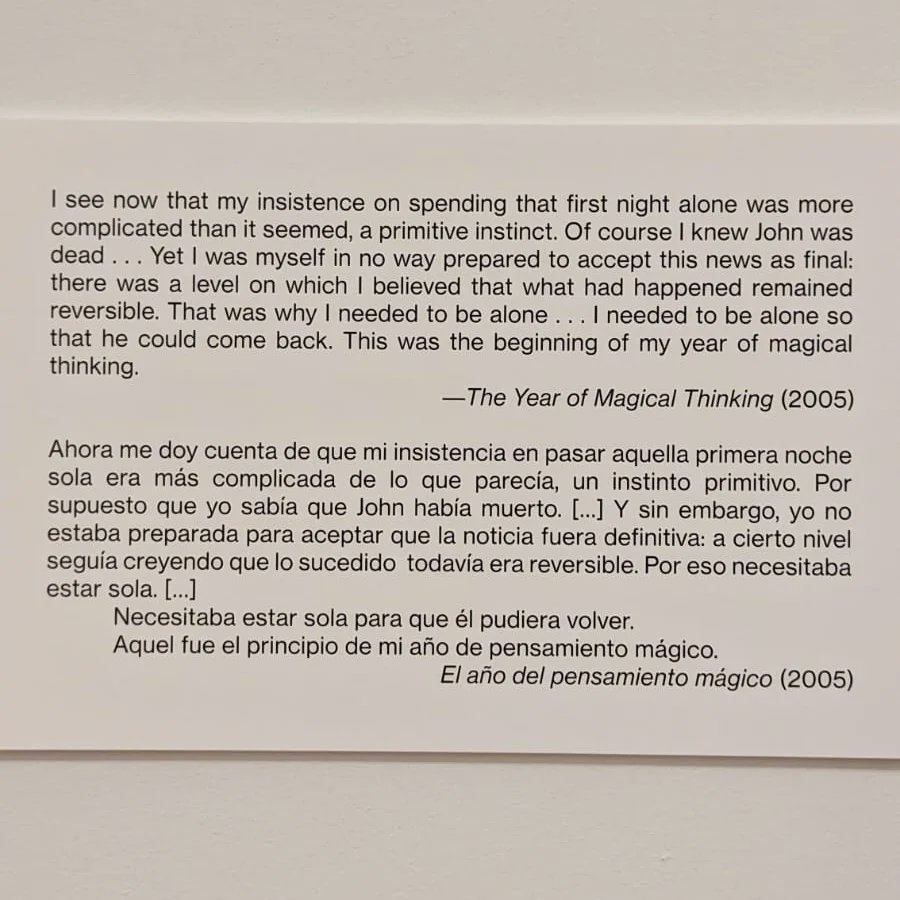 I see now that my insistence on spending that first night alone was more
complicated than it seemed, a primitive instinct. Of course I knew John was
dead . . . Yet I was myself in no way prepared to accept this news as final:
there was a level on which I believed that what had happened remained
reversible. That was why I needed to be alone . . . I needed to be alone so
that he could come back. This was the beginning of my year of magical
thinking.
—The Year of Magical Thinking (2005)
Ahora me doy cuenta de que mi insistencia en pasar aquella primera noche
sola era más complicada de lo que parecía, un instinto primitivo. Por
supuesto que yo sabía que John había muerto. [...] Y sin embargo, yo no
estaba preparada para aceptar que la noticia fuera definitiva: a cierto nivel
seguía creyendo que lo sucedido todavía era reversible. Por eso necesitaba
estar sola. [...]
Necesitaba estar sola para que él pudiera volver.
Aquel fue el principio de mi año de pensamiento mágico.
El año del pensamiento mágico (2005)